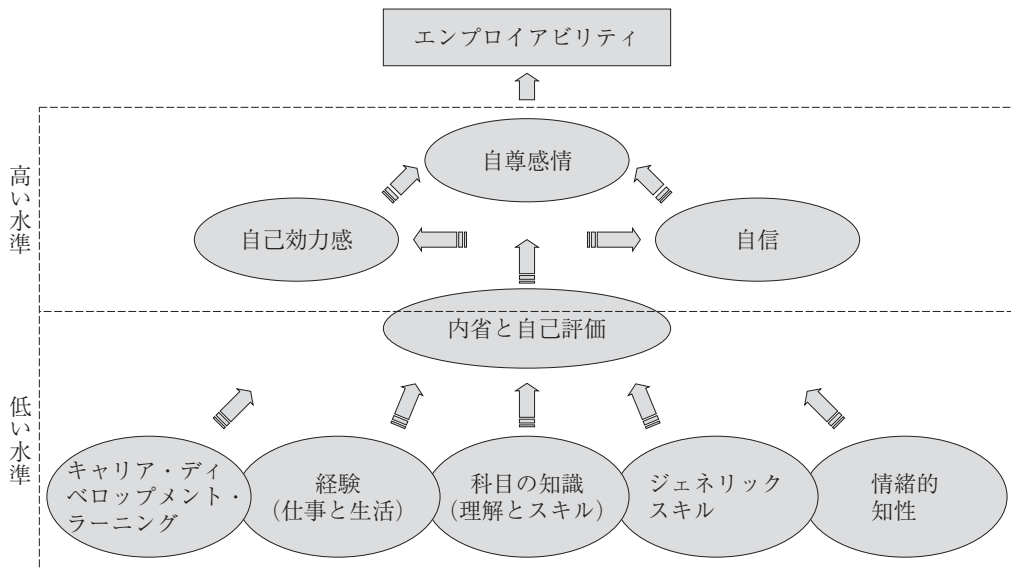 エンプロイアビリティ
高い水準
自尊感情
自己効力感
自信
内省と自己評価
低い水準
キャリア・ディ
ベロップメント・
ラーニング
経験
(仕事と生活)
科目の知識
(理解とスキル)
ジェネリック
スキル
情緒的
知性